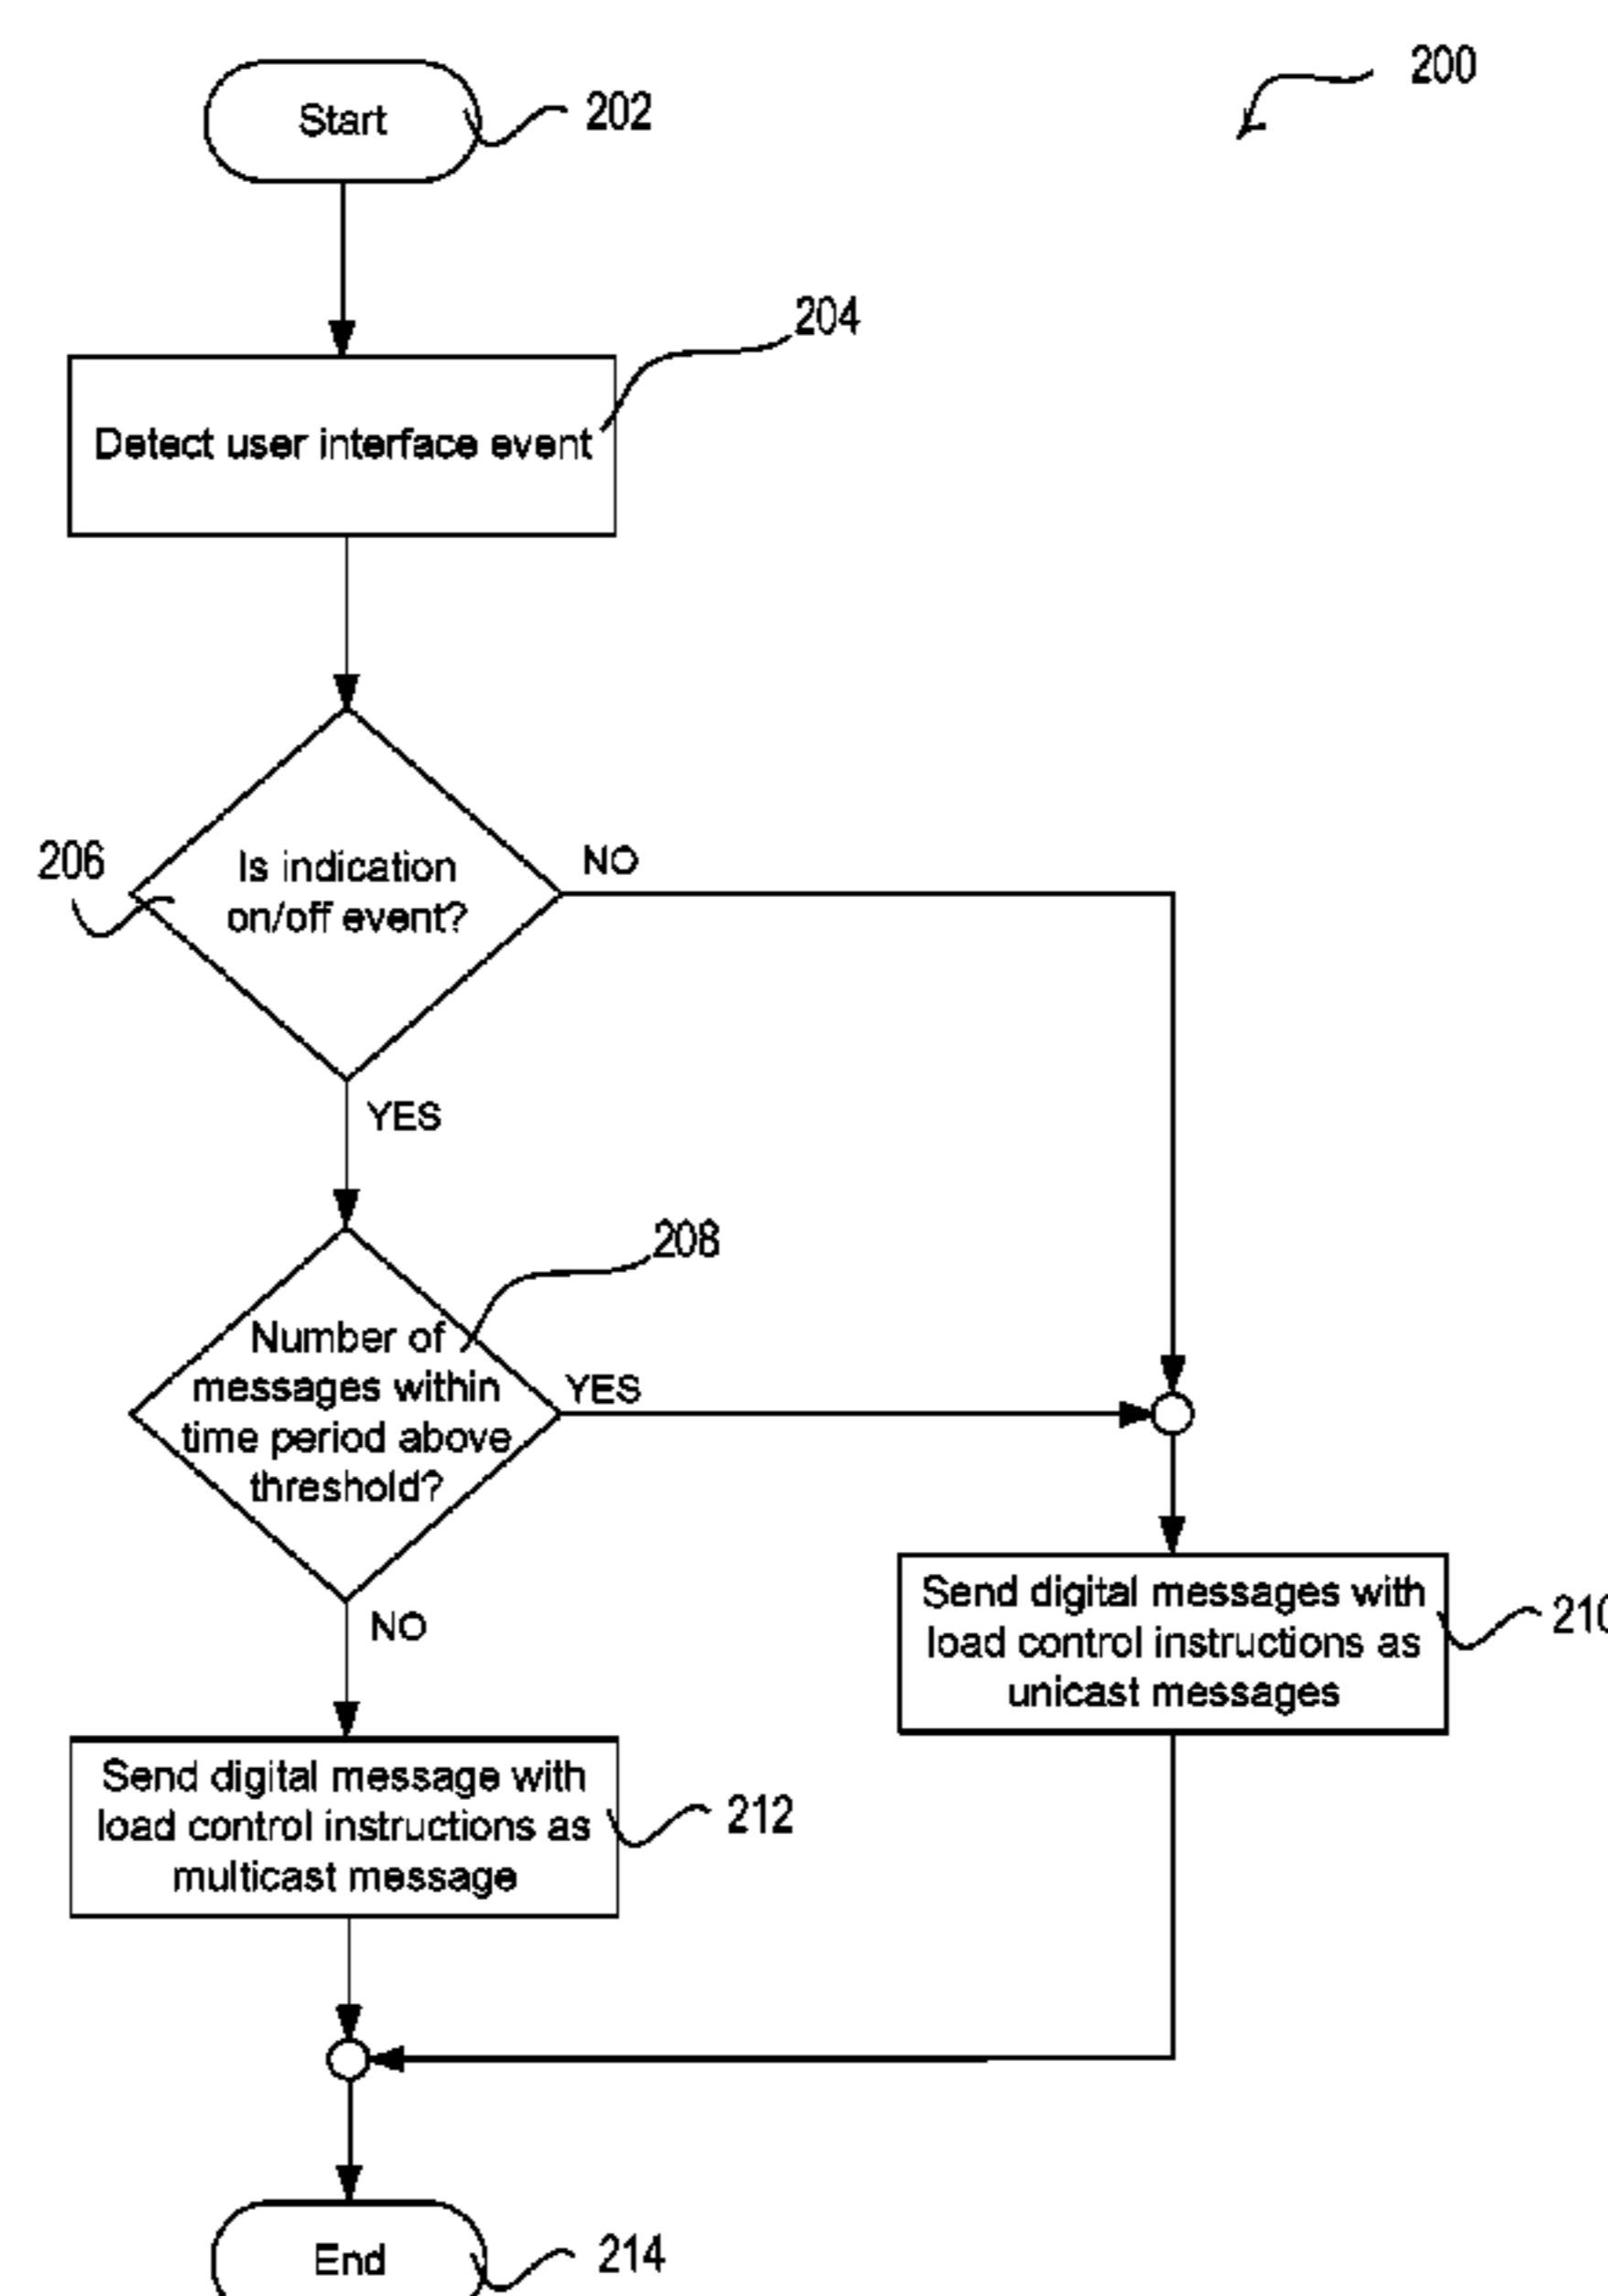 200
Start
202
204
Detect user interface event
206
Is indication
on/off event?
NO
YES
208
Number of
messages within
time period above
threshold?
YES
NO
Send digital messages with
load control instructions as
unicast messages
210
Send digital message with
load control instructions as
multicast message
212
End
214